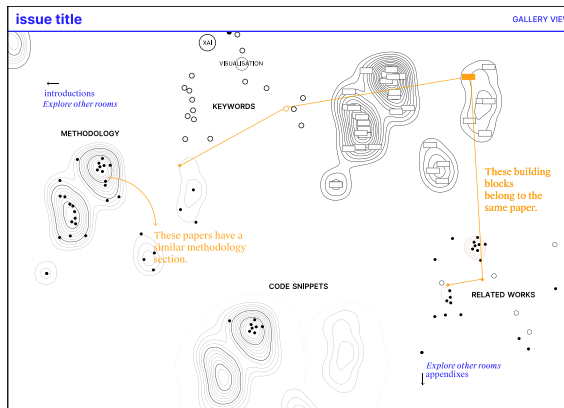 issue title
GALLERY VIEW
XAI
VISUALISATION
introductions
Explore other rooms
KEYWORDS
METHODOLOGY
These building
blocks
belong to the
same paper.
These papers have a
similar methodology
section.
CODE SNIPPETS
RELATED WORKS
Explore other rooms
appendixes